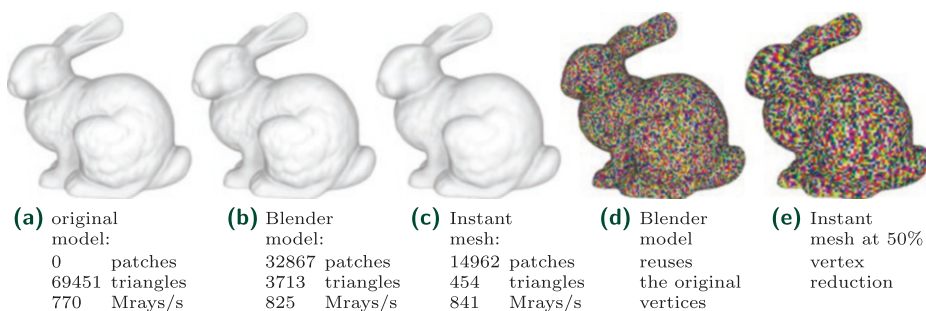 (a) original
model:
0 patches
69451 triangles
770 Mrays/s
(b) Blender
model:
32867 patches
3713 triangles
825 Mrays/s
(c) Instant
mesh:
14962 patches
454 triangles
841 Mrays/s
(d) Blender
model
reuses
the original
vertices
(e) Instant
mesh at 50%
vertex
reduction